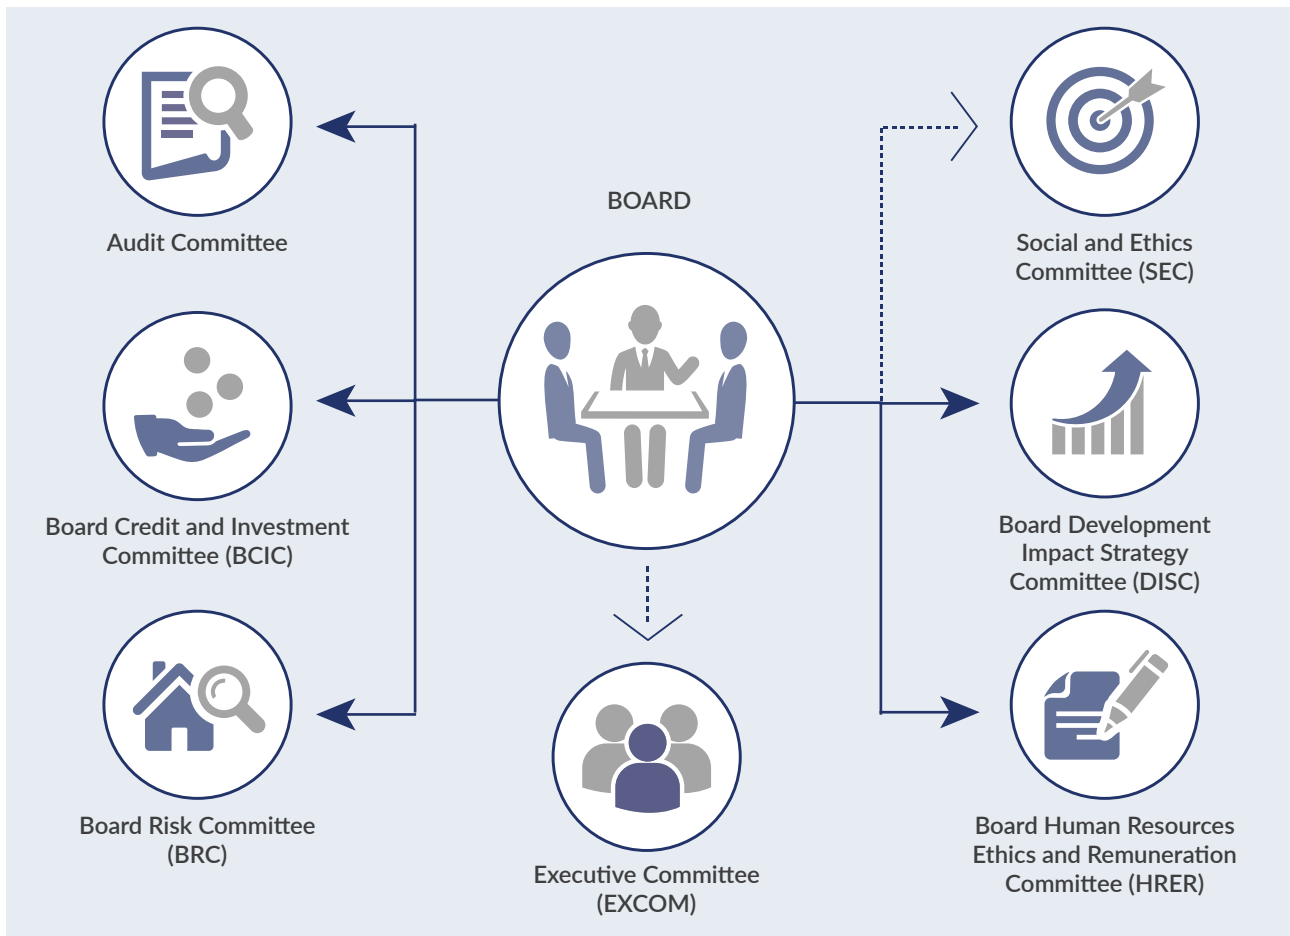 BOARD
Audit Committee
Social and Ethics
Committee (SEC)
Board Credit and Investment
Committee (BCIC)
Board Development
Impact Strategy
Committee (DISC)
Board Risk Committee
(BRC)
Executive Committee
(EXCOM)
Board Human Resources
Ethics and Remuneration
Committee (HRER)